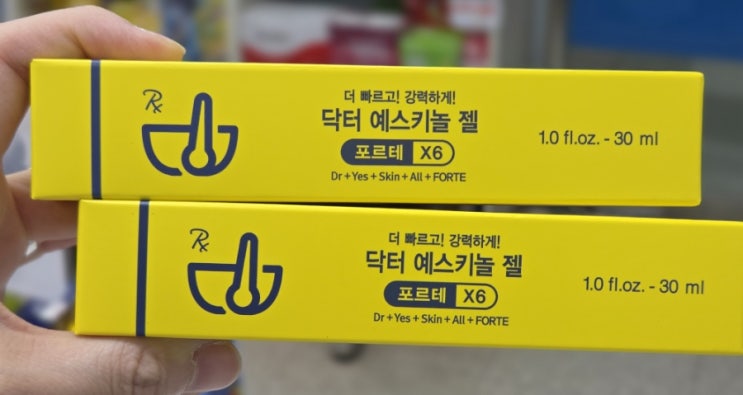 Rx
더 빠르고! 강력하게!
닥터 예스키놀 젤
포르테 X6
Dr+Yes+Skin+All+FORTE
1.0 fl.oz. - 30 ml
Rx
더 빠르고! 강력하게!
닥터 예스키놀 젤
포르테 X6
Dr+Yes+Skin+All+FORTE
1.0 fl.oz. - 30 ml